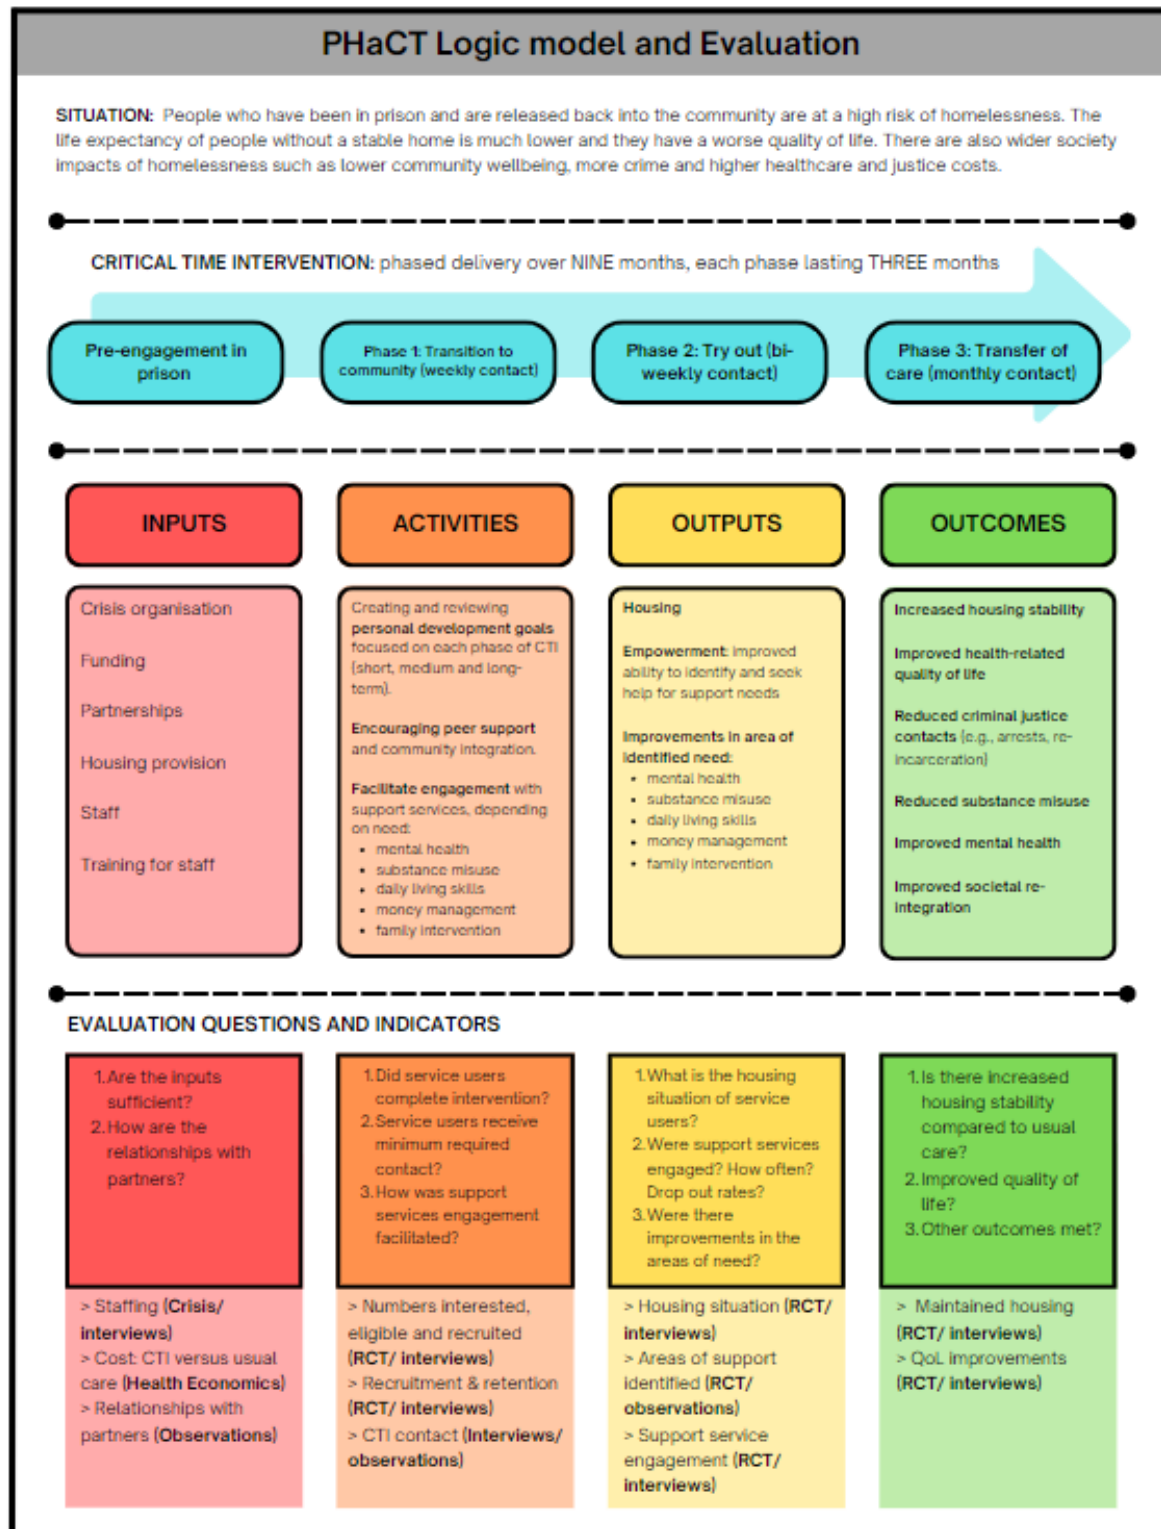 PHaCT Logic model and Evaluation
SITUATION: People who have been in prison and are released back into the community are at a high risk of homelessness. The
life expectancy of people without a stable home is much lower and they have a worse quality of life. There are also wider society
impacts of homelessness such as lower community wellbeing, more crime and higher healthcare and justice costs.
CRITICAL TIME INTERVENTION: phased delivery over NINE months, each phase lasting THREE months
Pre-engagement in
prison
Phase 1: Transition to
community (weekly contact)
Phase 2: Try out (bi-
weekly contact)
Phase 3: Transfer of
care (monthly contact)
INPUTS
Crisis organisation
Funding
Partnerships
Housing provision
Staff
Training for staff
ACTIVITIES
Creating and reviewing
personal development goals
focused on each phase of CTI
(short, medium and long-
term).
Encouraging peer support
and community integration.
Facilitate engagement with
support services, depending
on need:
• mental health
• substance misuse
• daily living skills
• money management
• family intervention
OUTPUTS
Housing
Empowerment: improved
ability to identify and seek
help for support needs
Improvements in area of
identified need:
• mental health
• substance misuse
• daily living skills
• money management
• family intervention
OUTCOMES
Increased housing stability
Improved health-related
quality of life
Reduced criminal justice
contacts (e.g., arrests, re-
incarceration)
Reduced substance misuse
Improved mental health
Improved societal re-
integration
EVALUATION QUESTIONS AND INDICATORS
1. Are the inputs
sufficient?
2. How are the
relationships with
partners?
> Staffing (Crisis/
interviews)
> Cost: CTI versus usual
care (Health Economics)
> Relationships with
partners (Observations)
1. Did service users
complete intervention?
2. Service users receive
minimum required
contact?
3. How was support
services engagement
facilitated?
> Numbers interested,
eligible and recruited
(RCT/ interviews)
> Recruitment & retention
(RCT/ interviews)
> CTI contact (Interviews/
observations)
1. What is the housing
situation of service
users?
2. Were support services
engaged? How often?
Drop out rates?
3. Were there
improvements in the
areas of need?
> Housing situation (RCT/
interviews)
> Areas of support
identified (RCT/
observations)
> Support service
engagement (RCT/
interviews)
1. Is there increased
housing stability
compared to usual
care?
2. Improved quality of
life?
3. Other outcomes met?
> Maintained housing
(RCT/ interviews)
> QoL improvements
(RCT/ interviews)